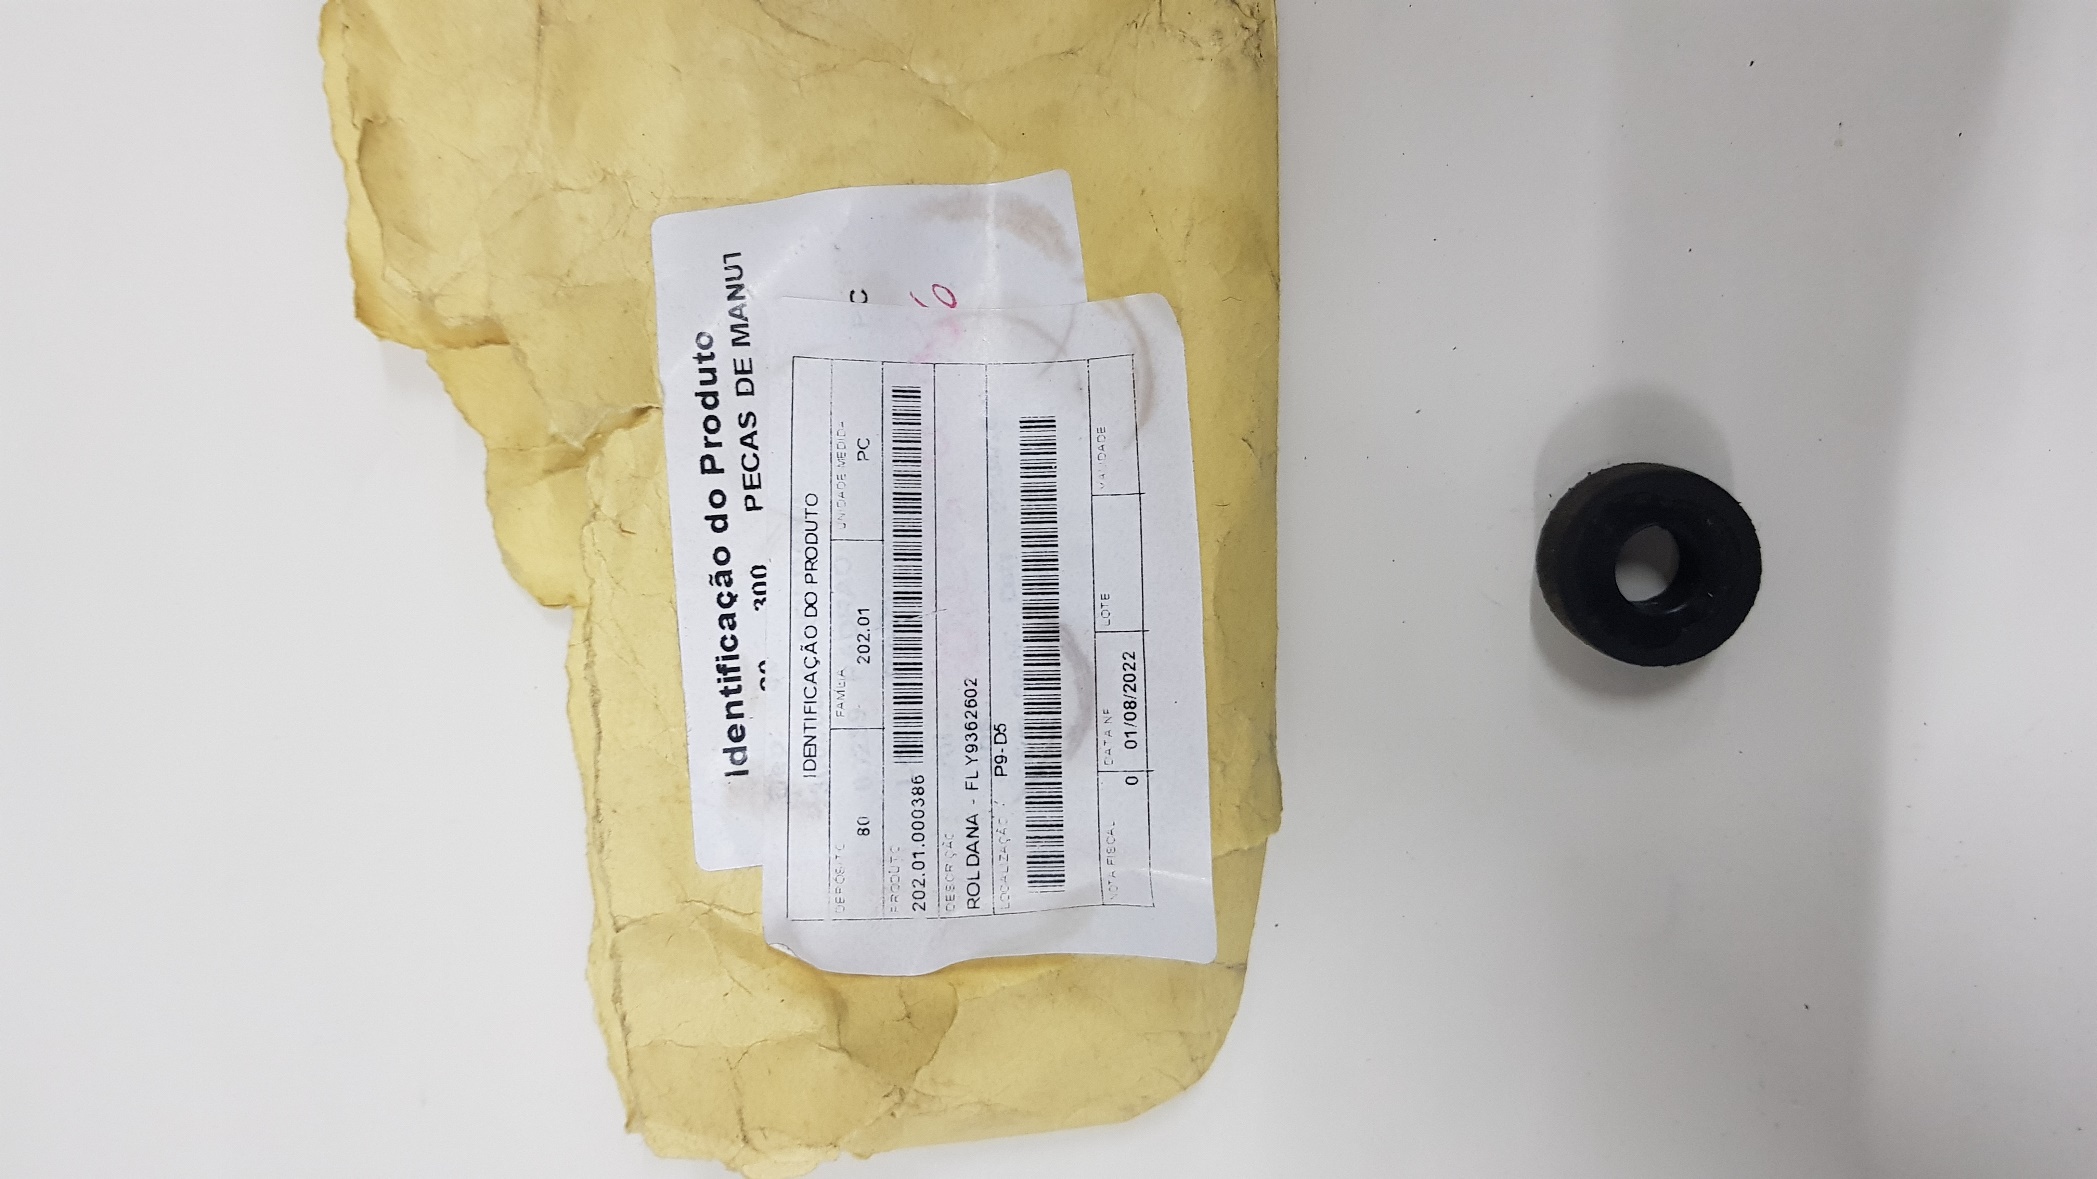 Identificação do Produto
300 PECAS DE MANUT
IDENTIFICAÇÃO DO PRODUTO
DEPÓSITO FAMÍLIA UNIDADE MEDIDA
80 202.01 PC
C
PRODUTO
202.01.000386
DESCRIÇÃO
ROLDANA - FLY9362602
LOCALIZAÇÃO P9-D5
NOTA FISCAL DATA NF LOTE VALIDADE
0 01/08/2022